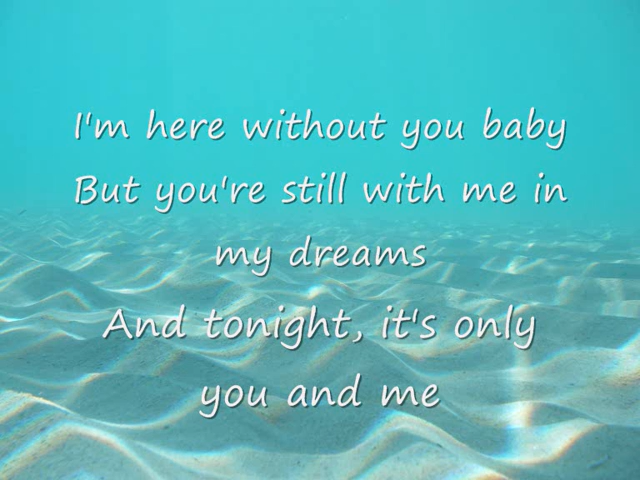 I'm here without you baby
But you're still with me in
my dreams
And tonight, it's only
you and me